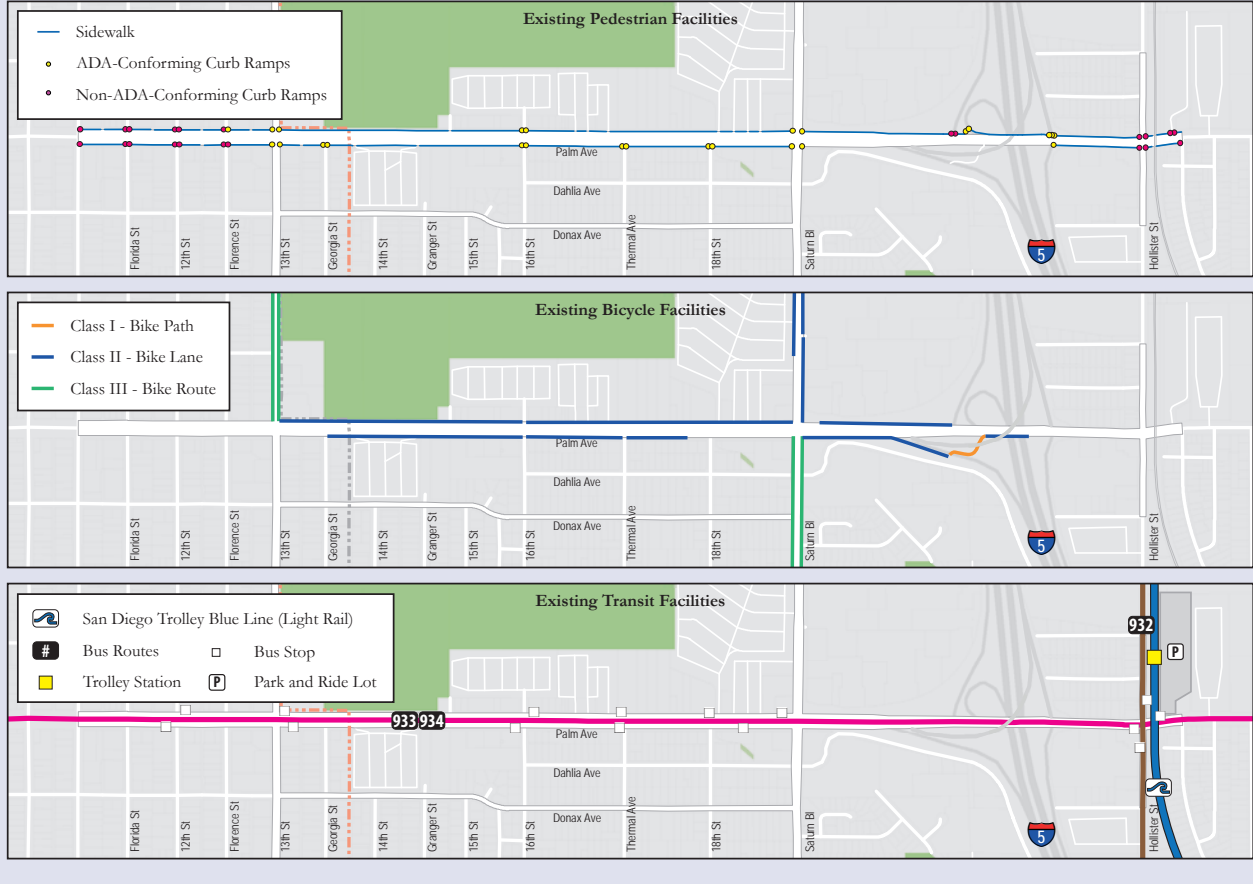 Existing Pedestrian Facilities
Sidewalk
ADA-Conforming Curb Ramps
Non-ADA-Conforming Curb Ramps
Palm Ave
Dahlia Ave
Donax Ave
Florida St
12th St
Florence St
13th St
Georgia St
14th St
Granger St
15th St
16th St
Thermal Ave
18th St
Saturn Bl
5
Hollister St
Existing Bicycle Facilities
Class I - Bike Path
Class II - Bike Lane
Class III - Bike Route
Palm Ave
Dahlia Ave
Donax Ave
Florida St
12th St
Florence St
13th St
Georgia St
14th St
Granger St
15th St
16th St
Thermal Ave
18th St
Saturn Bl
5
Hollister St
Existing Transit Facilities
San Diego Trolley Blue Line (Light Rail)
# Bus Routes
Bus Stop
Trolley Station
P Park and Ride Lot
932
P
933 934
Palm Ave
Dahlia Ave
Donax Ave
Florida St
12th St
Florence St
13th St
Georgia St
14th St
Granger St
15th St
16th St
Thermal Ave
18th St
Saturn Bl
5
Hollister St